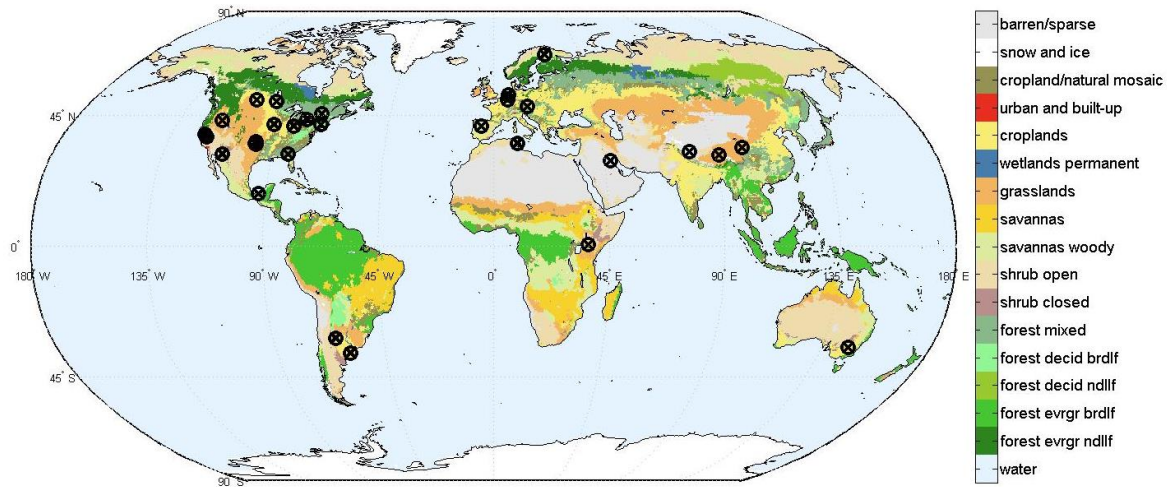 90° N
45° N
0°
180° W
135° W
90° W
45° W
0°
45° E
90° E
135° E
180° E
45° S
90° S
barren/sparse
snow and ice
cropland/natural mosaic
urban and built-up
croplands
wetlands permanent
grasslands
savannas
savannas woody
shrub open
shrub closed
forest mixed
forest decid brdlf
forest decid ndllf
forest evrgr brdlf
forest evrgr ndllf
water